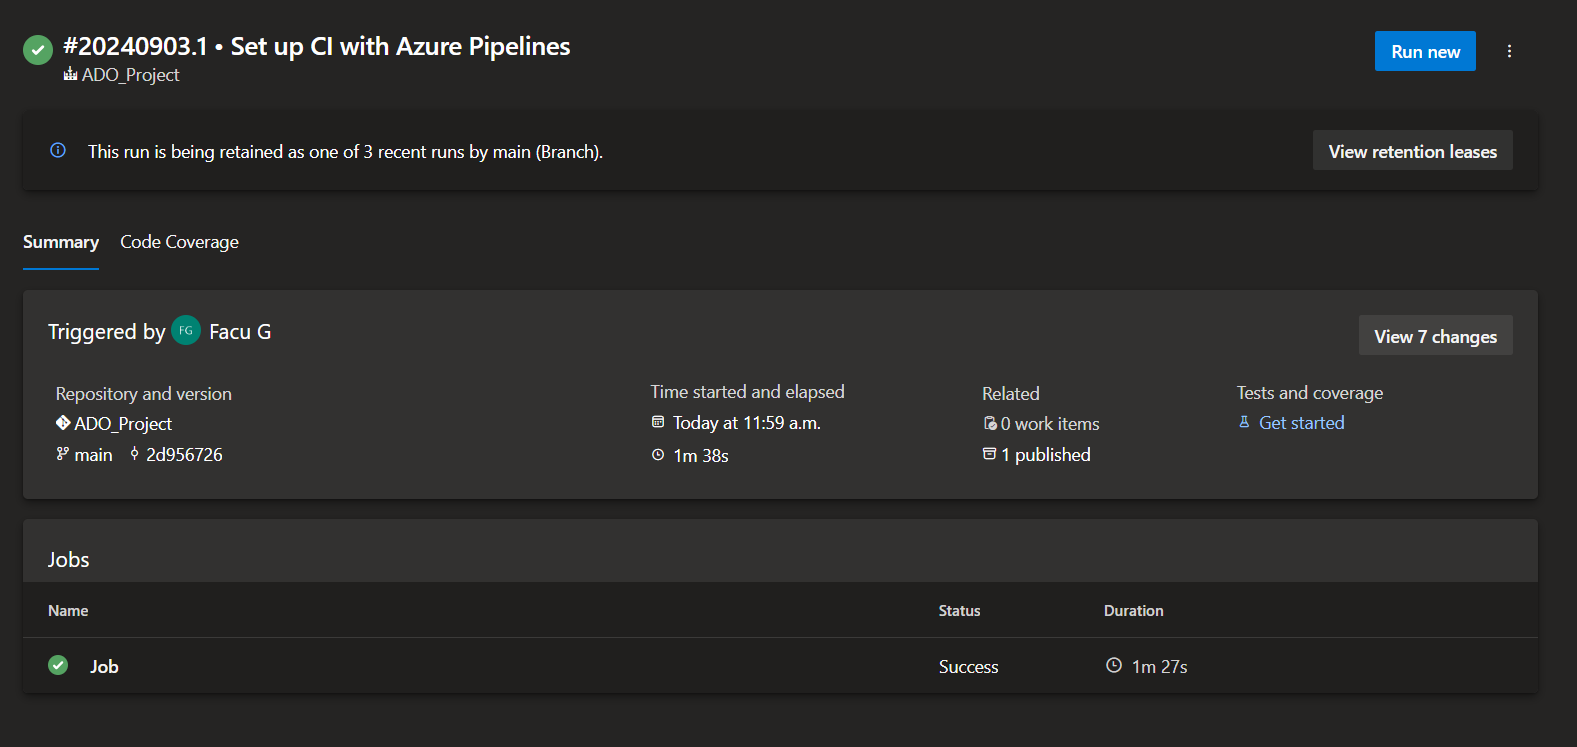 #20240903.1 • Set up CI with Azure Pipelines
ADO_Project
Run new
This run is being retained as one of 3 recent runs by main (Branch).
View retention leases
Summary
Code Coverage
Triggered by FG Facu G
View 7 changes
Repository and version
ADO_Project
main 2d956726
Time started and elapsed
Today at 11:59 a.m.
1m 38s
Related
0 work items
1 published
Tests and coverage
Get started
Jobs
Name Status Duration
Job Success 1m 27s